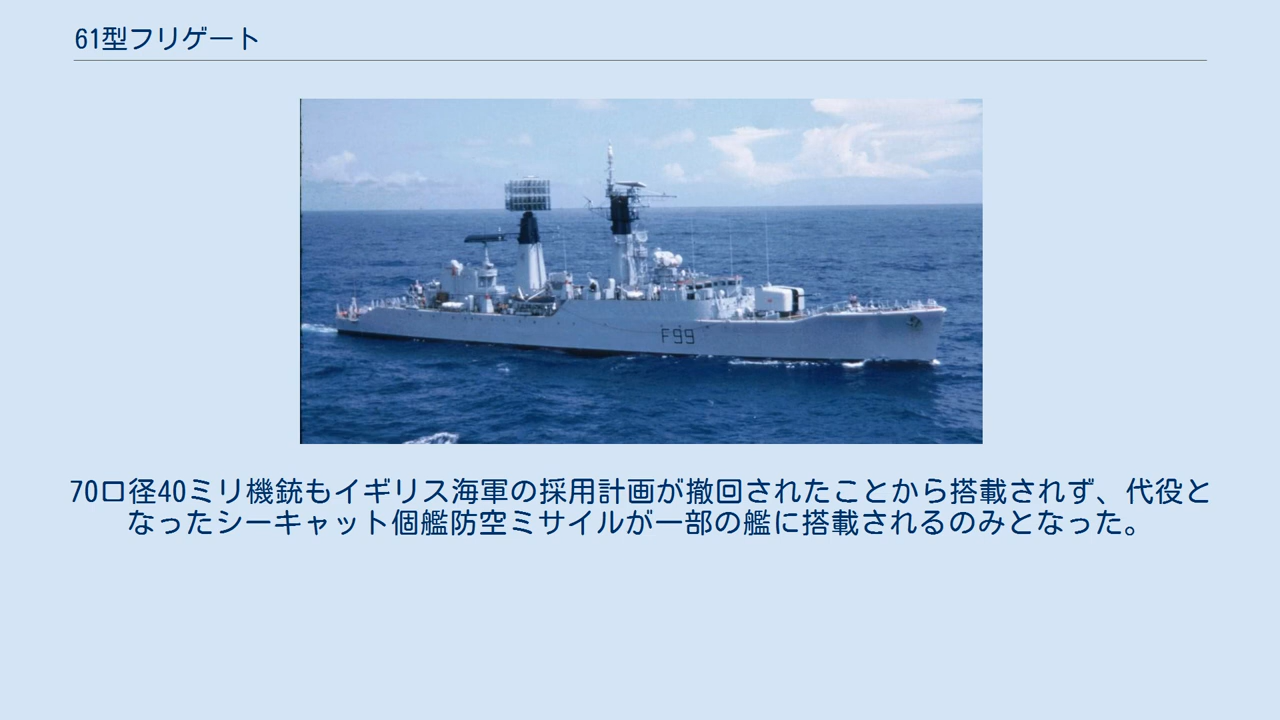 61型フリゲート
F99
70口径40ミリ機銃もイギリス海軍の採用計画が撤回されたことから搭載されず、代役と
なったシーキャット個艦防空ミサイルが一部の艦に搭載されるのみとなった。